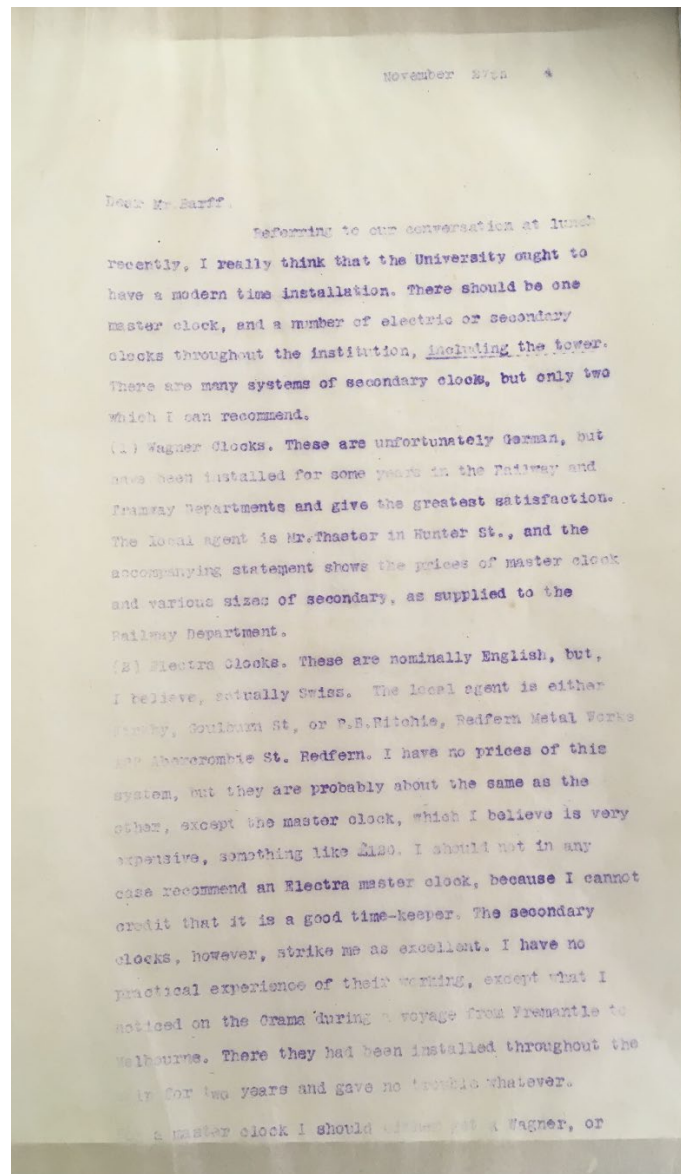 November 27th 4
Dear Mr Barff,
Referring to our conversation at lunch
recently, I really think that the University ought to
have a modern time installation. There should be one
master clock, and a number of electric or secondary
clocks throughout the institution, including the tower.
There are many systems of secondary clocks, but only two
which I can recommend.
(1) Wagner Clocks. These are unfortunately German, but
have been installed for some years in the Railway and
Tramway Departments and give the greatest satisfaction.
The local agent is Mr.Thaeter in Hunter St., and the
accompanying statement shows the prices of master clock
and various sizes of secondary, as supplied to the
Railway Department.
(2) Electra Clocks. These are nominally English, but,
I believe, actually Swiss. The local agent is either
Goulburn St, or P.S.Ritchie, Redfern Metal Works
Abercrombie St. Redfern. I have no prices of this
system, but they are probably about the same as the
other, except the master clock, which I believe is very
expensive, something like £120. I should not in any
case recommend an Electra master clock, because I cannot
credit that it is a good time-keeper. The secondary
clocks, however, strike me as excellent. I have no
practical experience of their working, except what I
noticed on the Orama during a voyage from Fremantle to
Melbourne. There they had been installed throughout the
for two years and gave no trouble whatever.
a master clock I should either get a Wagner, or